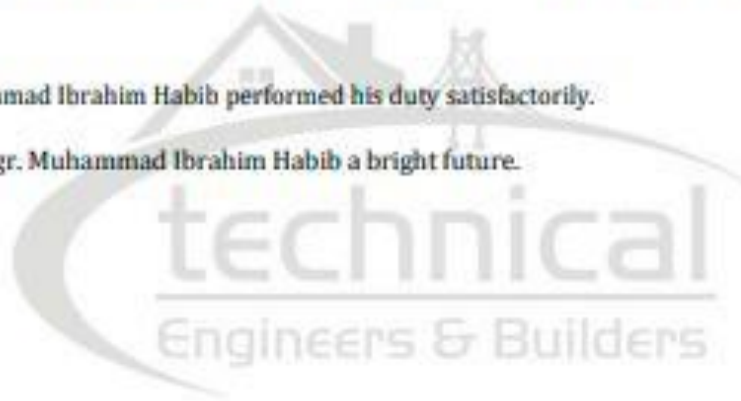 mad Ibrahim Habib performed his duty satisfactorily.
gr. Muhammad Ibrahim Habib a bright future.
technical
Engineers & Builders